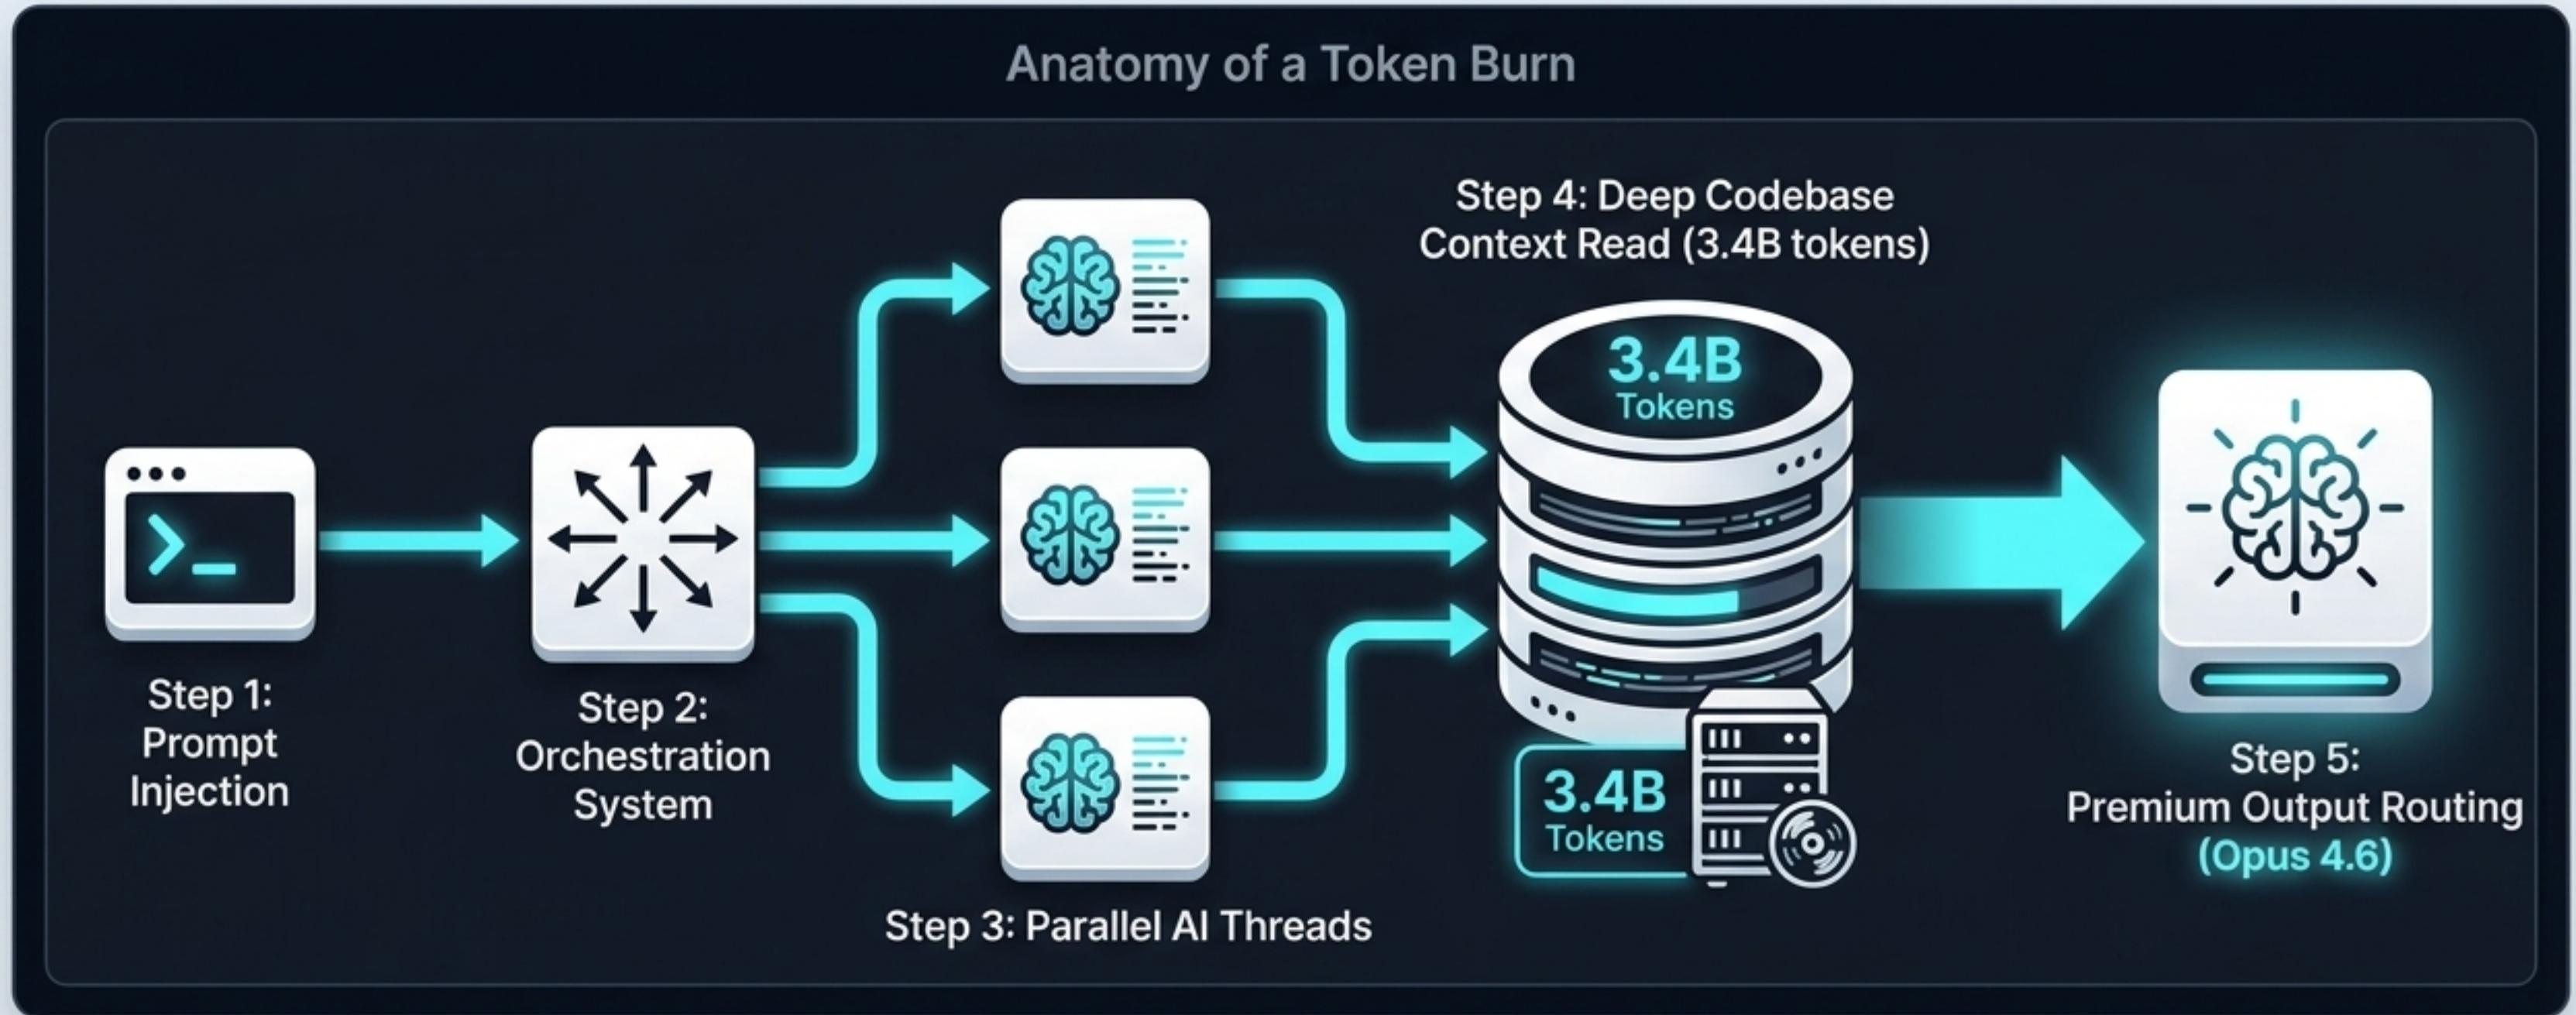 Anatomy of a Token Burn
Step 1:
Prompt
Injection
Step 2:
Orchestration
System
Step 3: Parallel AI Threads
Step 4: Deep Codebase
Context Read (3.4B tokens)
3.4B
Tokens
3.4B
Tokens
Step 5:
Premium Output Routing
(Opus 4.6)